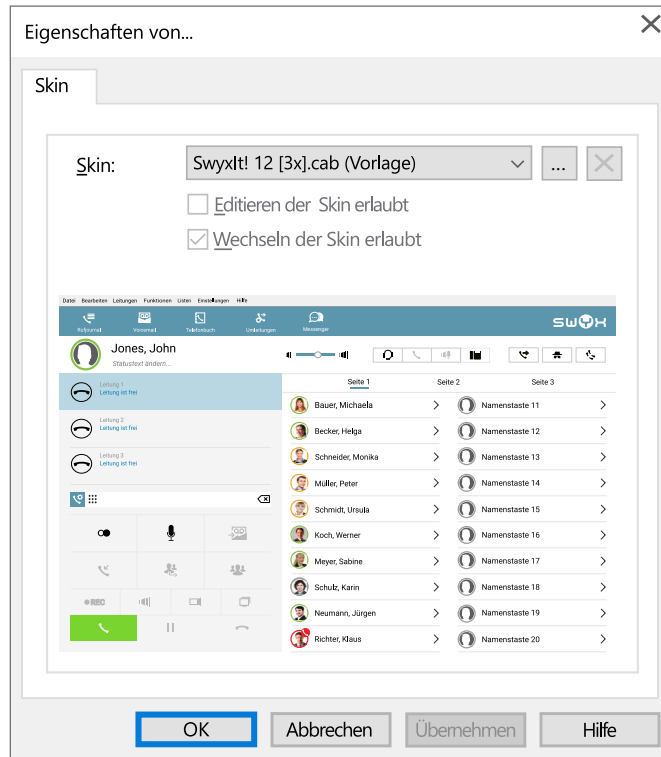 Eigenschaften von...
Skin
Skin:
SwyxIt! 12 [3x].cab (Vorlage)
...
Editieren der Skin erlaubt
Wechseln der Skin erlaubt
Datei Bearbeiten Leitungen Funktionen Listen Einstellungen Hilfe
Rufjournal Voicemail Telefonbuch Umleitungen Messenger
swyx
Jones, John
Statustext ändern...
Seite 1 Seite 2 Seite 3
Leitung 1
Leitung ist frei
Leitung 2
Leitung ist frei
Leitung 3
Leitung ist frei
REC
Bauer, Michaela
Namenstaste 11
Becker, Helga
Namenstaste 12
Schneider, Monika
Namenstaste 13
Müller, Peter
Namenstaste 14
Schmidt, Ursula
Namenstaste 15
Koch, Werner
Namenstaste 16
Meyer, Sabine
Namenstaste 17
Schulz, Karin
Namenstaste 18
Neumann, Jürgen
Namenstaste 19
Richter, Klaus
Namenstaste 20
OK
Abbrechen
Übernehmen
Hilfe